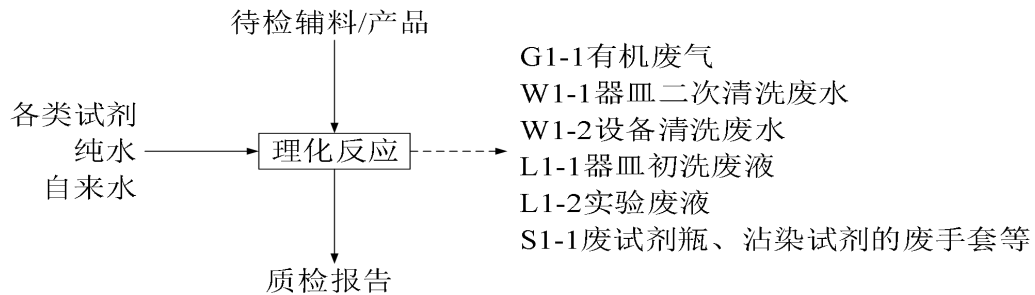 待检辅料/产品
各类试剂
纯水
自来水
理化反应
G1-1有机废气
W1-1器皿二次清洗废水
W1-2设备清洗废水
L1-1器皿初洗废液
L1-2实验废液
S1-1废试剂瓶、沾染试剂的废手套等
质检报告